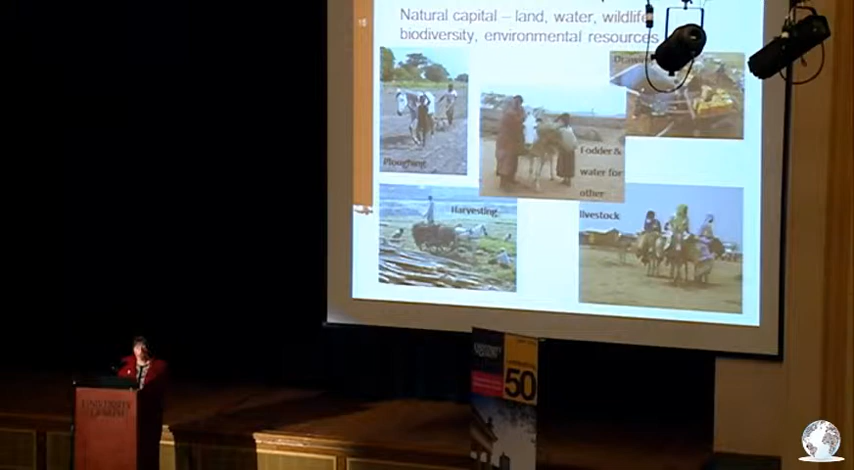 Natural capital – land, water, wildlife
biodiversity, environmental resources
Ploughing
Fodder &
water for
other
livestock
Harvesting
50